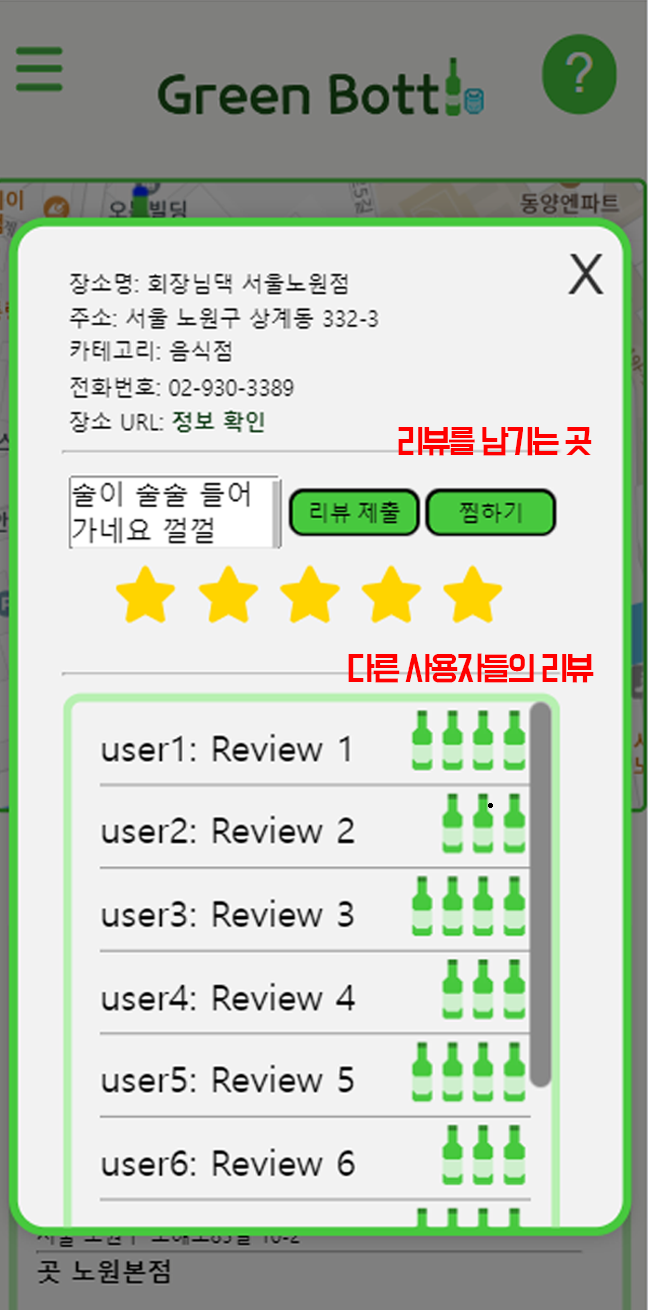 Green Bottle
?
동양엔파트
X
장소명: 회장님댁 서울노원점
주소: 서울 노원구 상계동 332-3
카테고리: 음식점
전화번호: 02-930-3389
장소 URL: 정보 확인
리뷰를 남기는 곳
술이 술술 들어
가네요 껄껄
리뷰 제출
찜하기
다른 사용자들의 리뷰
user1: Review 1
user2: Review 2
user3: Review 3
user4: Review 4
user5: Review 5
user6: Review 6
곳 노원본점